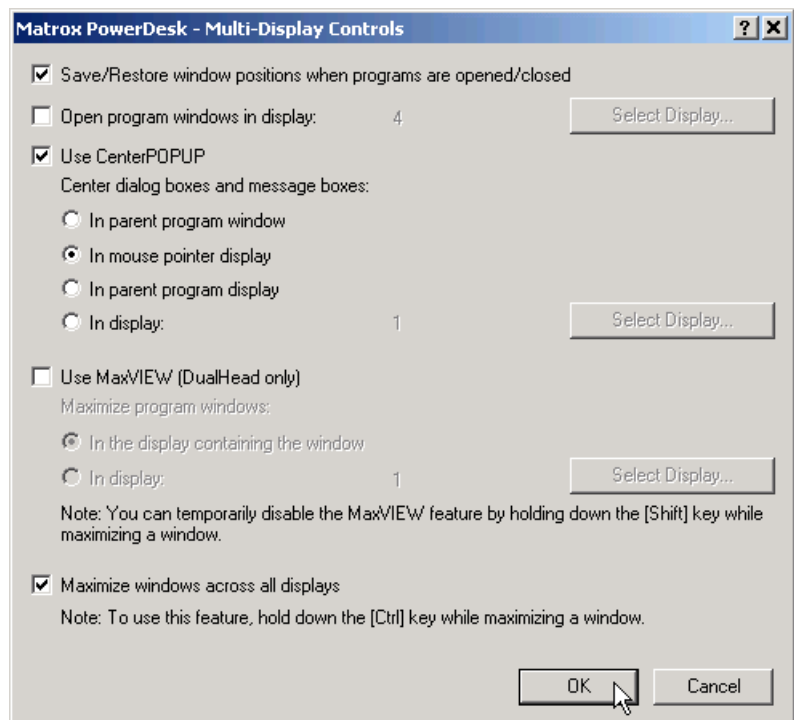 Matrox PowerDesk - Multi-Display Controls
Save/Restore window positions when programs are opened/closed
Open program windows in display: 4 Select Display...
Use CenterPOPUP
Center dialog boxes and message boxes:
In parent program window
In mouse pointer display
In parent program display
In display: 1 Select Display...
Use MaxVIEW (DualHead only)
Maximize program windows:
In the display containing the window
In display: 1 Select Display...
Note: You can temporarily disable the MaxVIEW feature by holding down the [Shift] key while
maximizing a window.
Maximize windows across all displays
Note: To use this feature, hold down the [Ctrl] key while maximizing a window.
OK Cancel